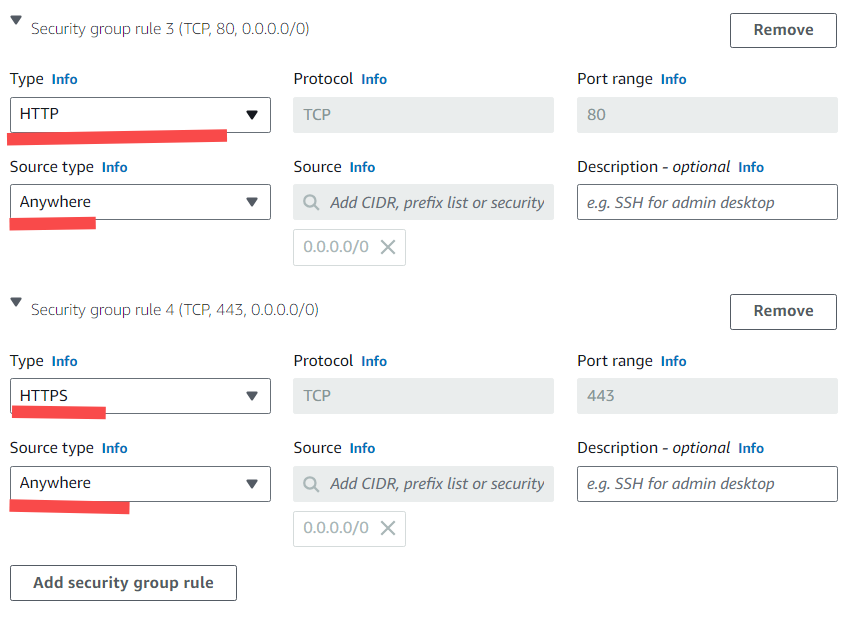 Security group rule 3 (TCP, 80, 0.0.0.0/0)
Remove
Type Info Protocol Info Port range Info
HTTP TCP 80
Source type Info Source Info Description - optional Info
Anywhere Add CIDR, prefix list or security e.g. SSH for admin desktop
0.0.0.0/0
Security group rule 4 (TCP, 443, 0.0.0.0/0)
Remove
Type Info Protocol Info Port range Info
HTTPS TCP 443
Source type Info Source Info Description - optional Info
Anywhere Add CIDR, prefix list or security e.g. SSH for admin desktop
0.0.0.0/0
Add security group rule